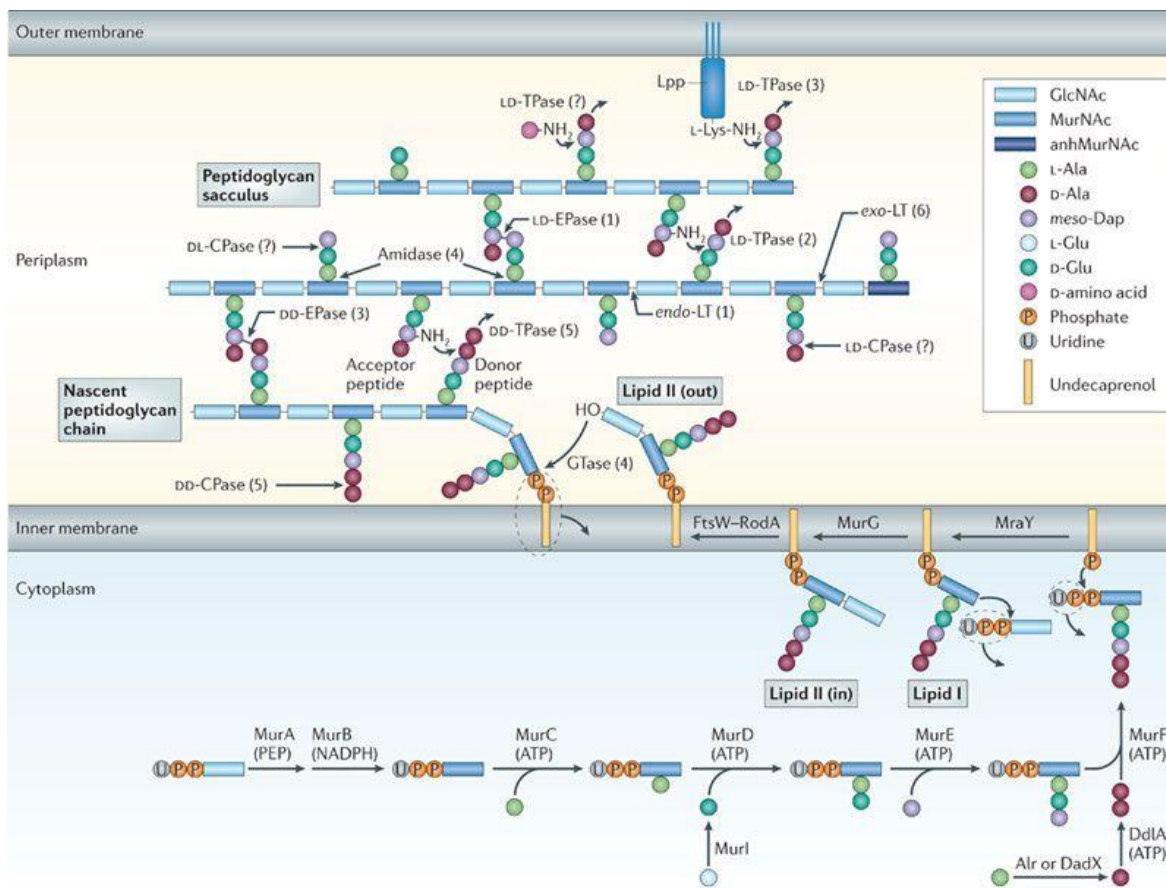 Outer membrane
Lpp
LD-TPase (?)
LD-TPase (3)
NH2
L-Lys-NH2
GlcNAc
MurNAc
anhMurNAc
L-Ala
D-Ala
meso-Dap
L-Glu
D-Glu
D-amino acid
P Phosphate
U Uridine
Undecaprenol
Peptidoglycan
sacculus
LD-EPase (1)
exo-LT (6)
DL-CPase (?)
NH2
LD-TPase (2)
Periplasm
Amidase (4)
DD-EPase (3)
DD-TPase (5)
endo-LT (1)
NH2
LD-CPase (?)
Acceptor
peptide
Donor
peptide
Nascent
peptidoglycan
chain
Lipid II (out)
HO
GTase (4)
P
P
P
P
DD-CPase (5)
Inner membrane
FtsW–RodA
MurG
MraY
Cytoplasm
P
P
P
P
P
U P P
U P P
Lipid II (in)
Lipid I
MurA
(PEP)
MurB
(NADPH)
MurC
(ATP)
MurD
(ATP)
MurE
(ATP)
MurF
(ATP)
U P P
U P P
U P P
U P P
U P P
MurI
DdlA
(ATP)
Alr or DadX